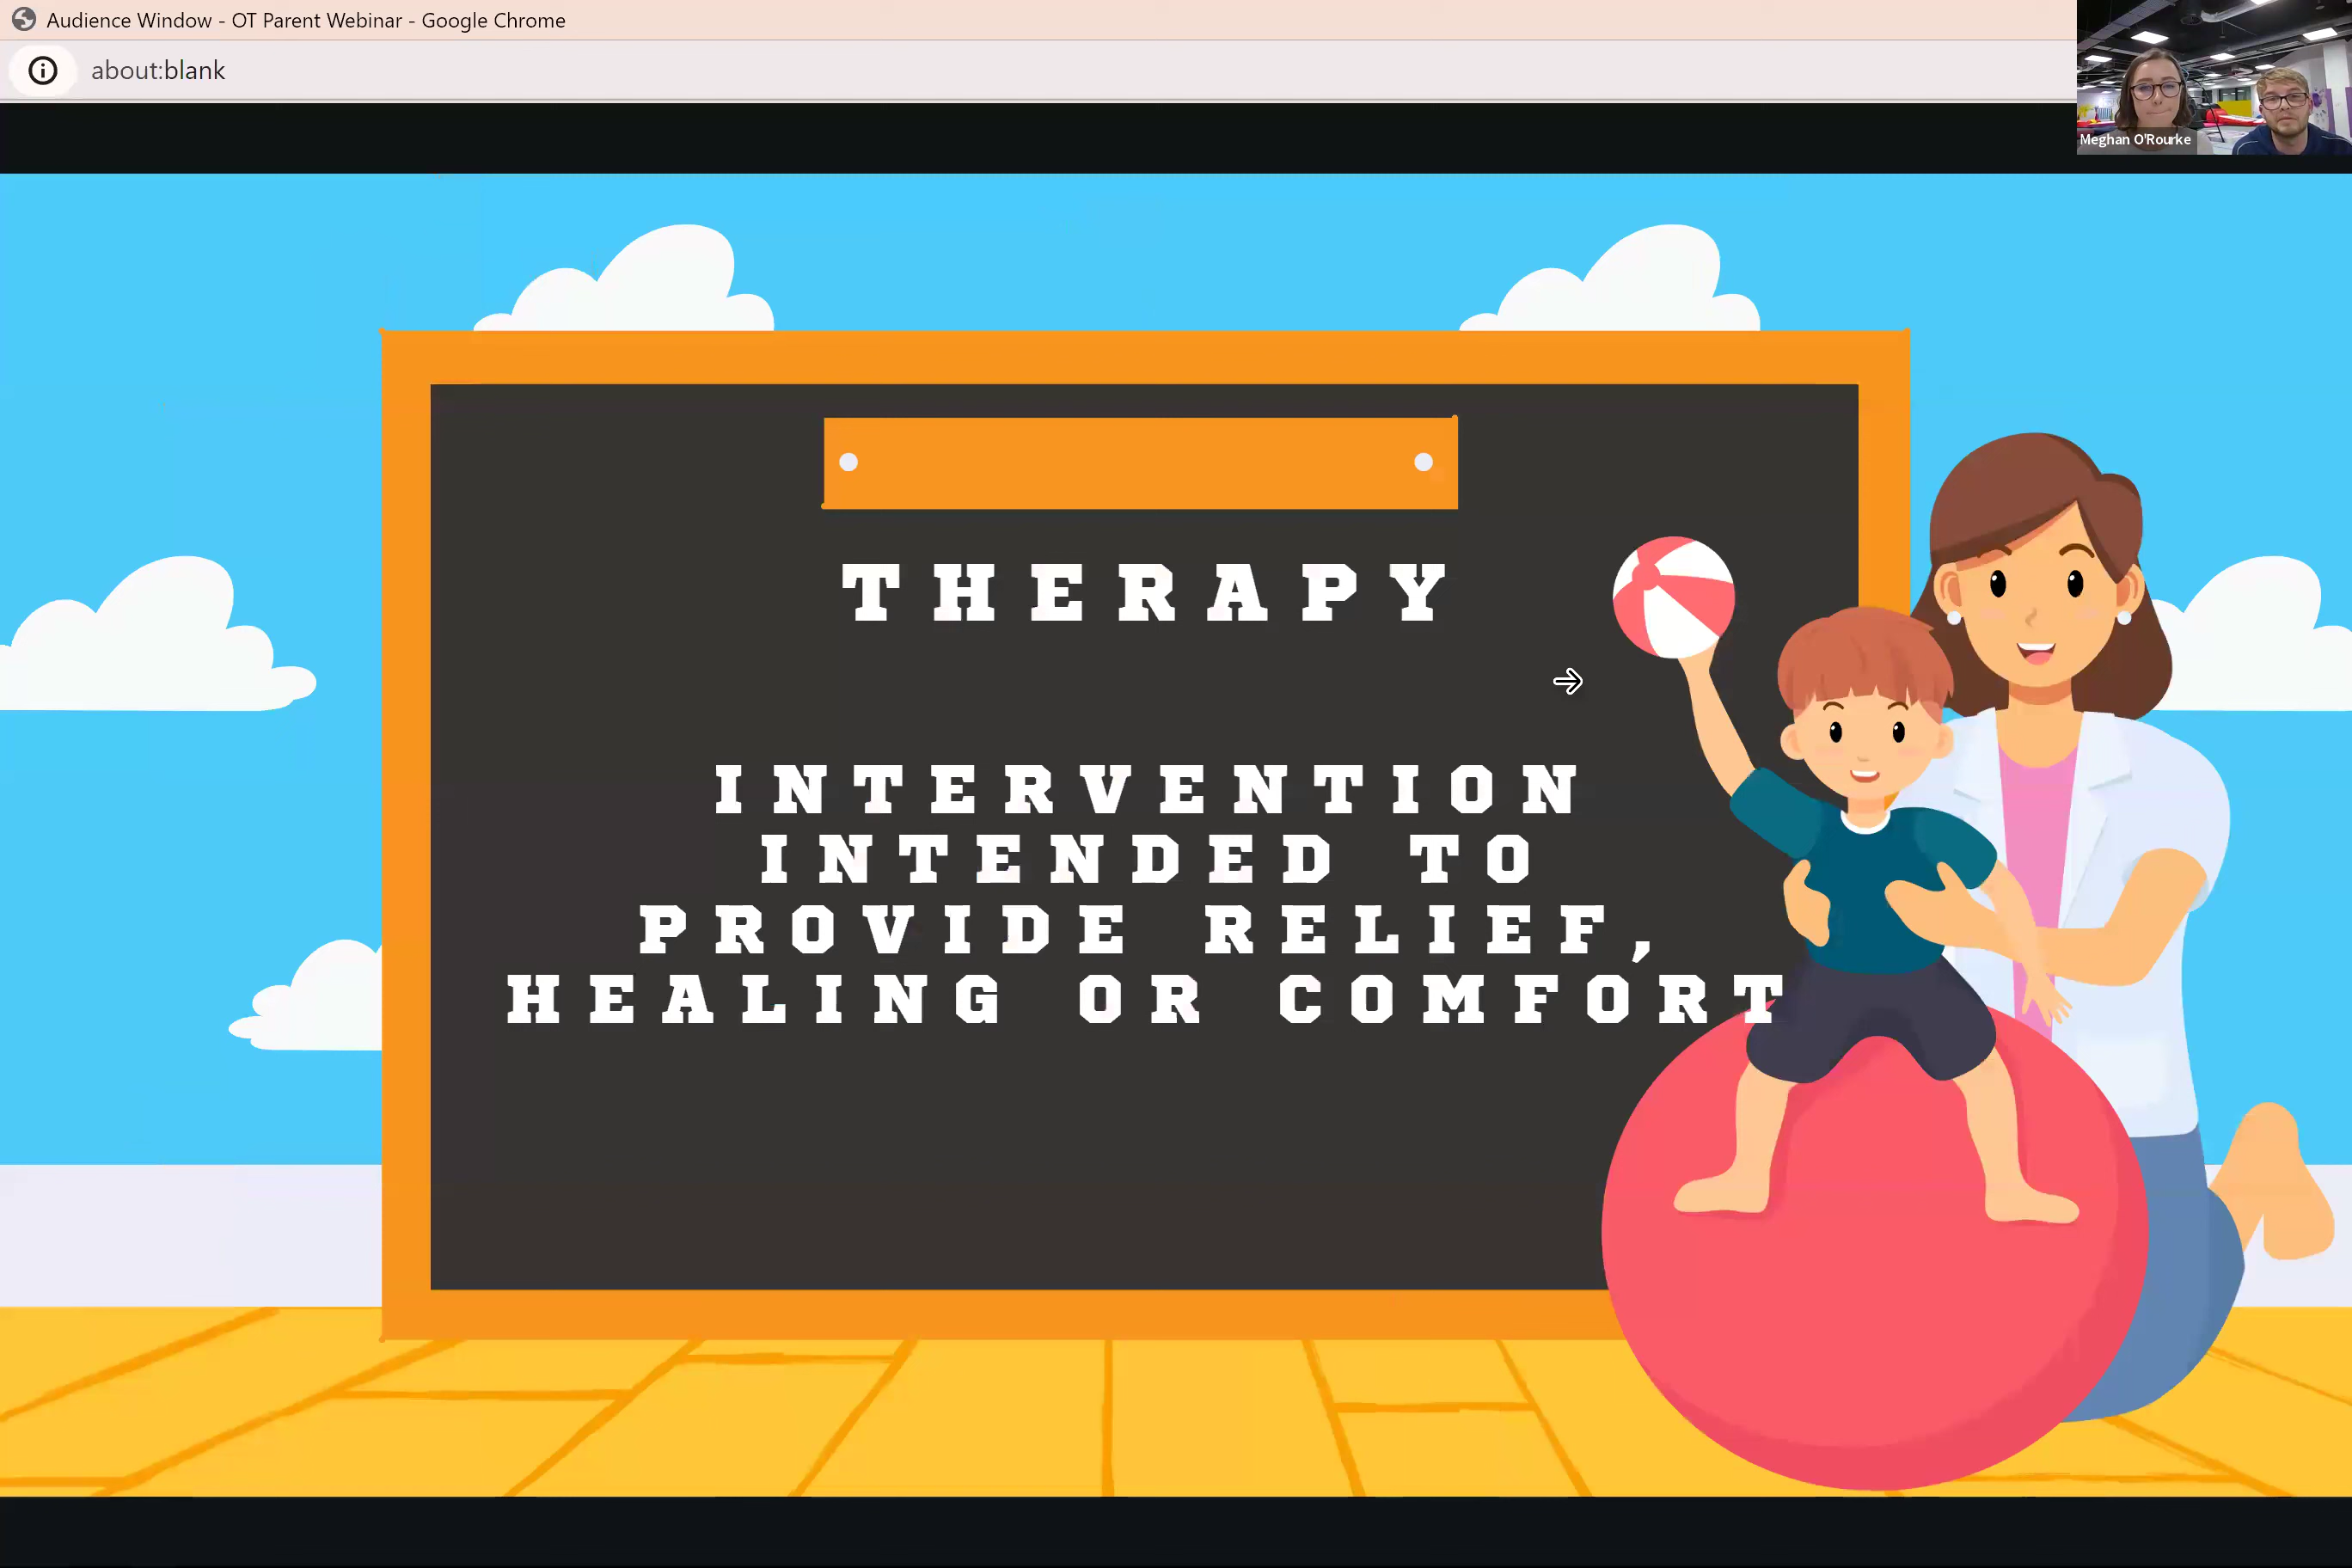 Audience Window - OT Parent Webinar - Google Chrome
about:blank
Meghan O'Rourke
THERAPY
INTERVENTION
INTENDED TO
PROVIDE RELIEF,
HEALING OR COMFORT